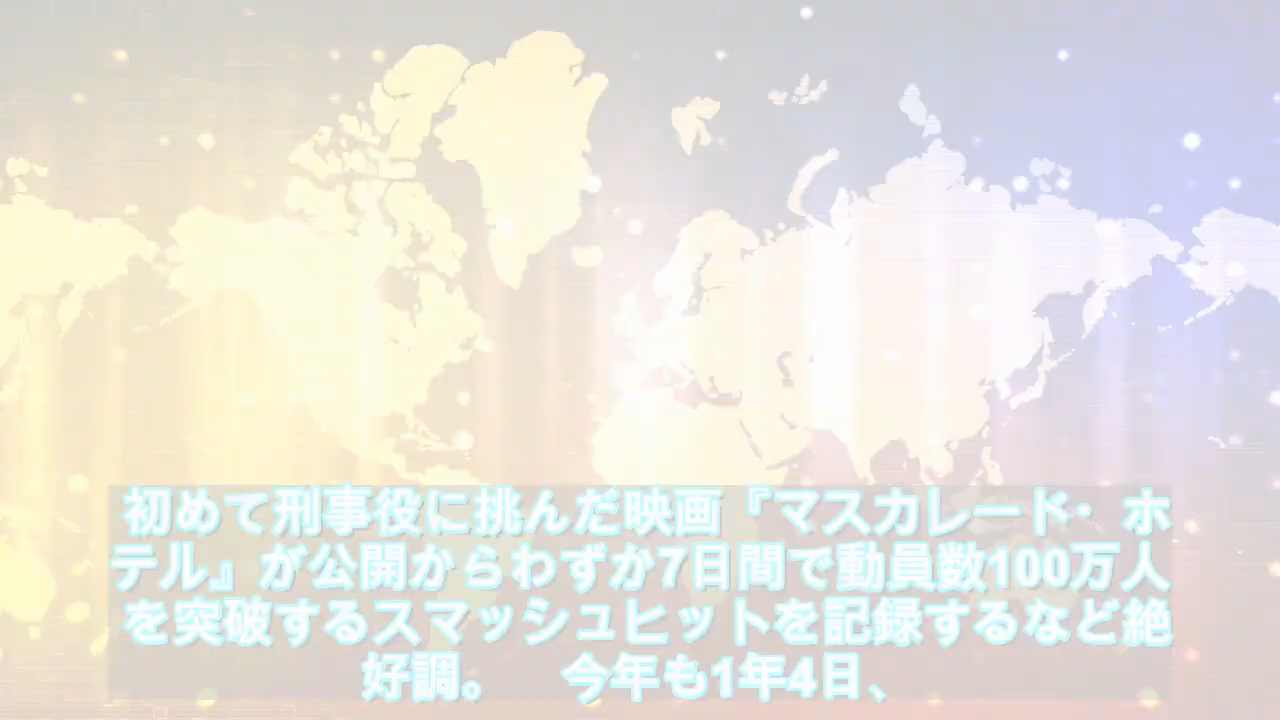 初めて刑事役に挑んだ映画『マスカレード・ホ
テル』が公開からわずか7日間で動員数100万人
を突破するスマッシュヒットを記録するなど絶
好調。　今年も1年4日、